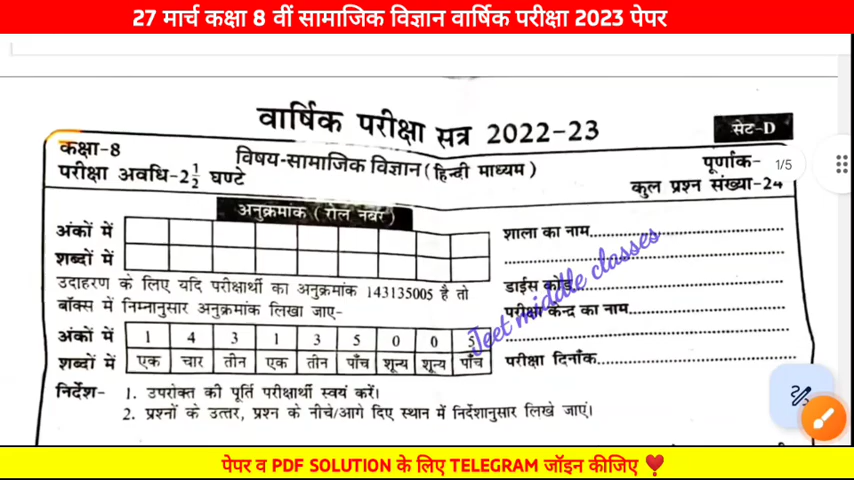 27 मार्च कक्षा 8 वीं सामाजिक विज्ञान वार्षिक परीक्षा 2023 पेपर
वार्षिक परीक्षा सत्र 2022-23
सेट-D
कक्षा-8
विषय-सामाजिक विज्ञान (हिन्दी माध्यम)
पूर्णांक-
1/5
परीक्षा अवधि-2 1/2 घण्टे
कुल प्रश्न संख्या-24
अनुक्रमांक (रोल नंबर)
अंकों में
शाला का नाम
शब्दों में
उदाहरण के लिए यदि परीक्षार्थी का अनुक्रमांक 143135005 है तो
डाईस कोड
बॉक्स में निम्नानुसार अनुक्रमांक लिखा जाए-
परीक्षा केन्द्र का नाम
अंकों में 1 4 3 1 3 5 0 0 5
शब्दों में एक चार तीन एक तीन पाँच शून्य शून्य पाँच
परीक्षा दिनाँक
Jeet middle classes
निर्देश- 1. उपरोक्त की पूर्ति परीक्षार्थी स्वयं करें।
2. प्रश्नों के उत्तर, प्रश्न के नीचे/आगे दिए स्थान में निर्देशानुसार लिखे जाएं।
पेपर व PDF SOLUTION के लिए TELEGRAM जॉइन कीजिए